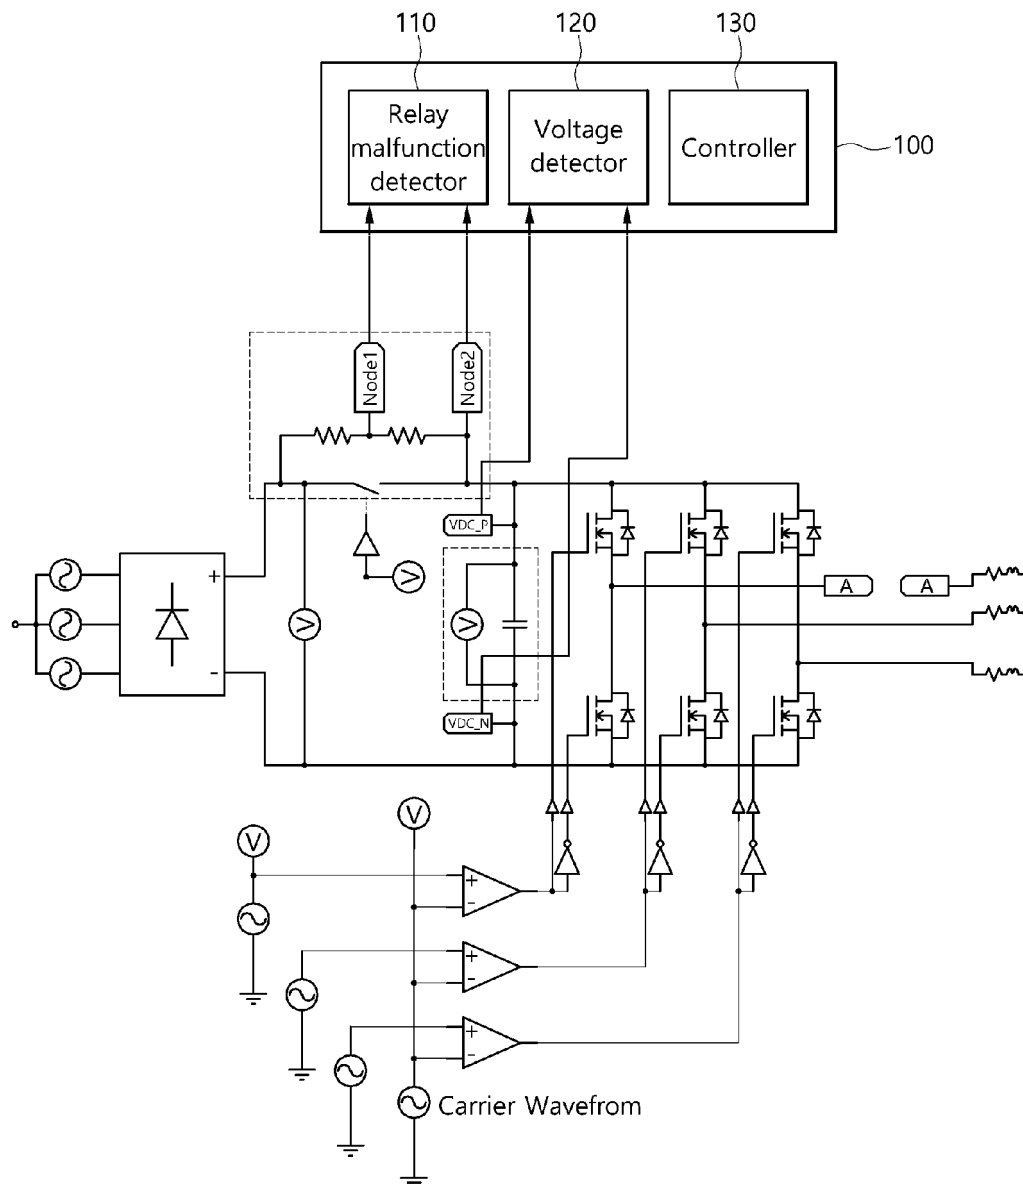 110
120
130
Relay
malfunction
detector
Voltage
detector
Controller
100
Node1
Node2
VDC_P
V
+
-
V
V
A
A
VDC_N
V
V
+
-
+
-
+
-
Carrier Wavefrom